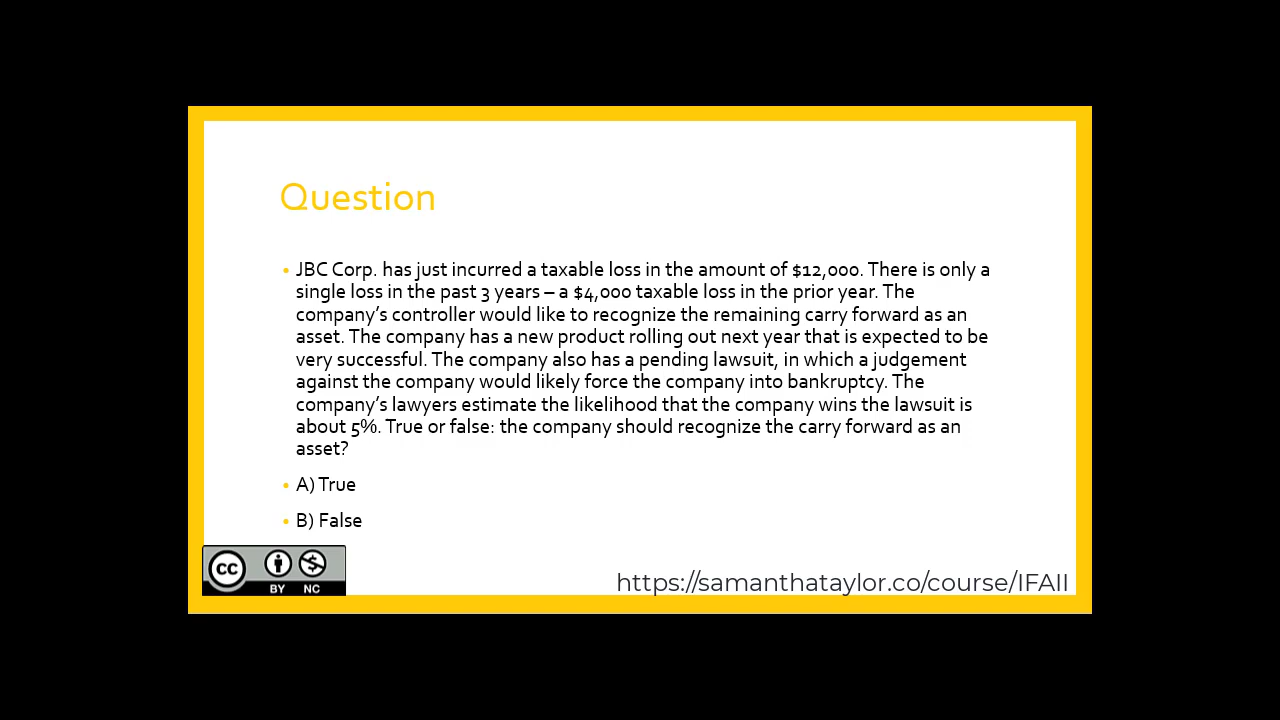 Question
• JBC Corp. has just incurred a taxable loss in the amount of $12,000. There is only a
single loss in the past 3 years – a $4,000 taxable loss in the prior year. The
company’s controller would like to recognize the remaining carry forward as an
asset. The company has a new product rolling out next year that is expected to be
very successful. The company also has a pending lawsuit, in which a judgement
against the company would likely force the company into bankruptcy. The
company’s lawyers estimate the likelihood that the company wins the lawsuit is
about 5%. True or false: the company should recognize the carry forward as an
asset?
• A) True
• B) False
cc
BY NC
https://samanthataylor.co/course/IFAII